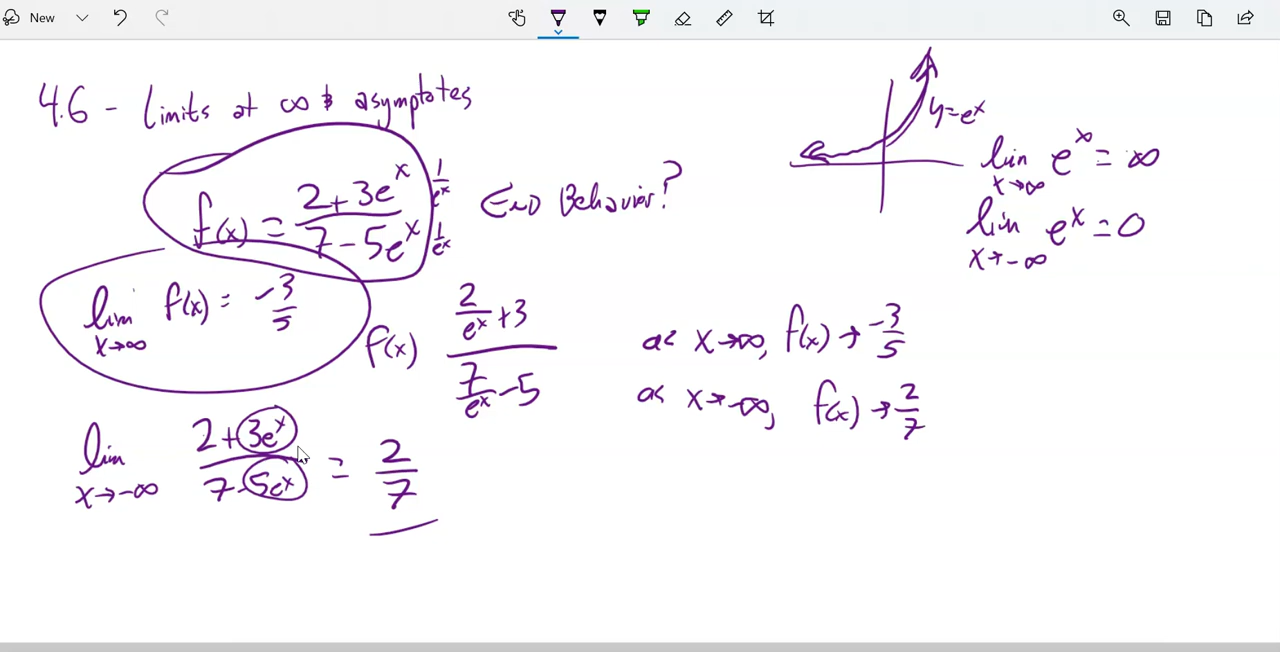 New
4.6 - Limits at ∞ & asymptotes
y=e^x
lim x→∞ e^x = ∞
lim x→-∞ e^x = 0
f(x) = (2+3e^x)/(7-5e^x) (1/e^x)/(1/e^x) End Behavior?
lim x→∞ f(x) = -3/5
f(x) (2/e^x + 3)/(7/e^x - 5)
as x→∞, f(x) → -3/5
as x→-∞, f(x) → 2/7
lim x→-∞ (2+3e^x)/(7-5e^x) = 2/7